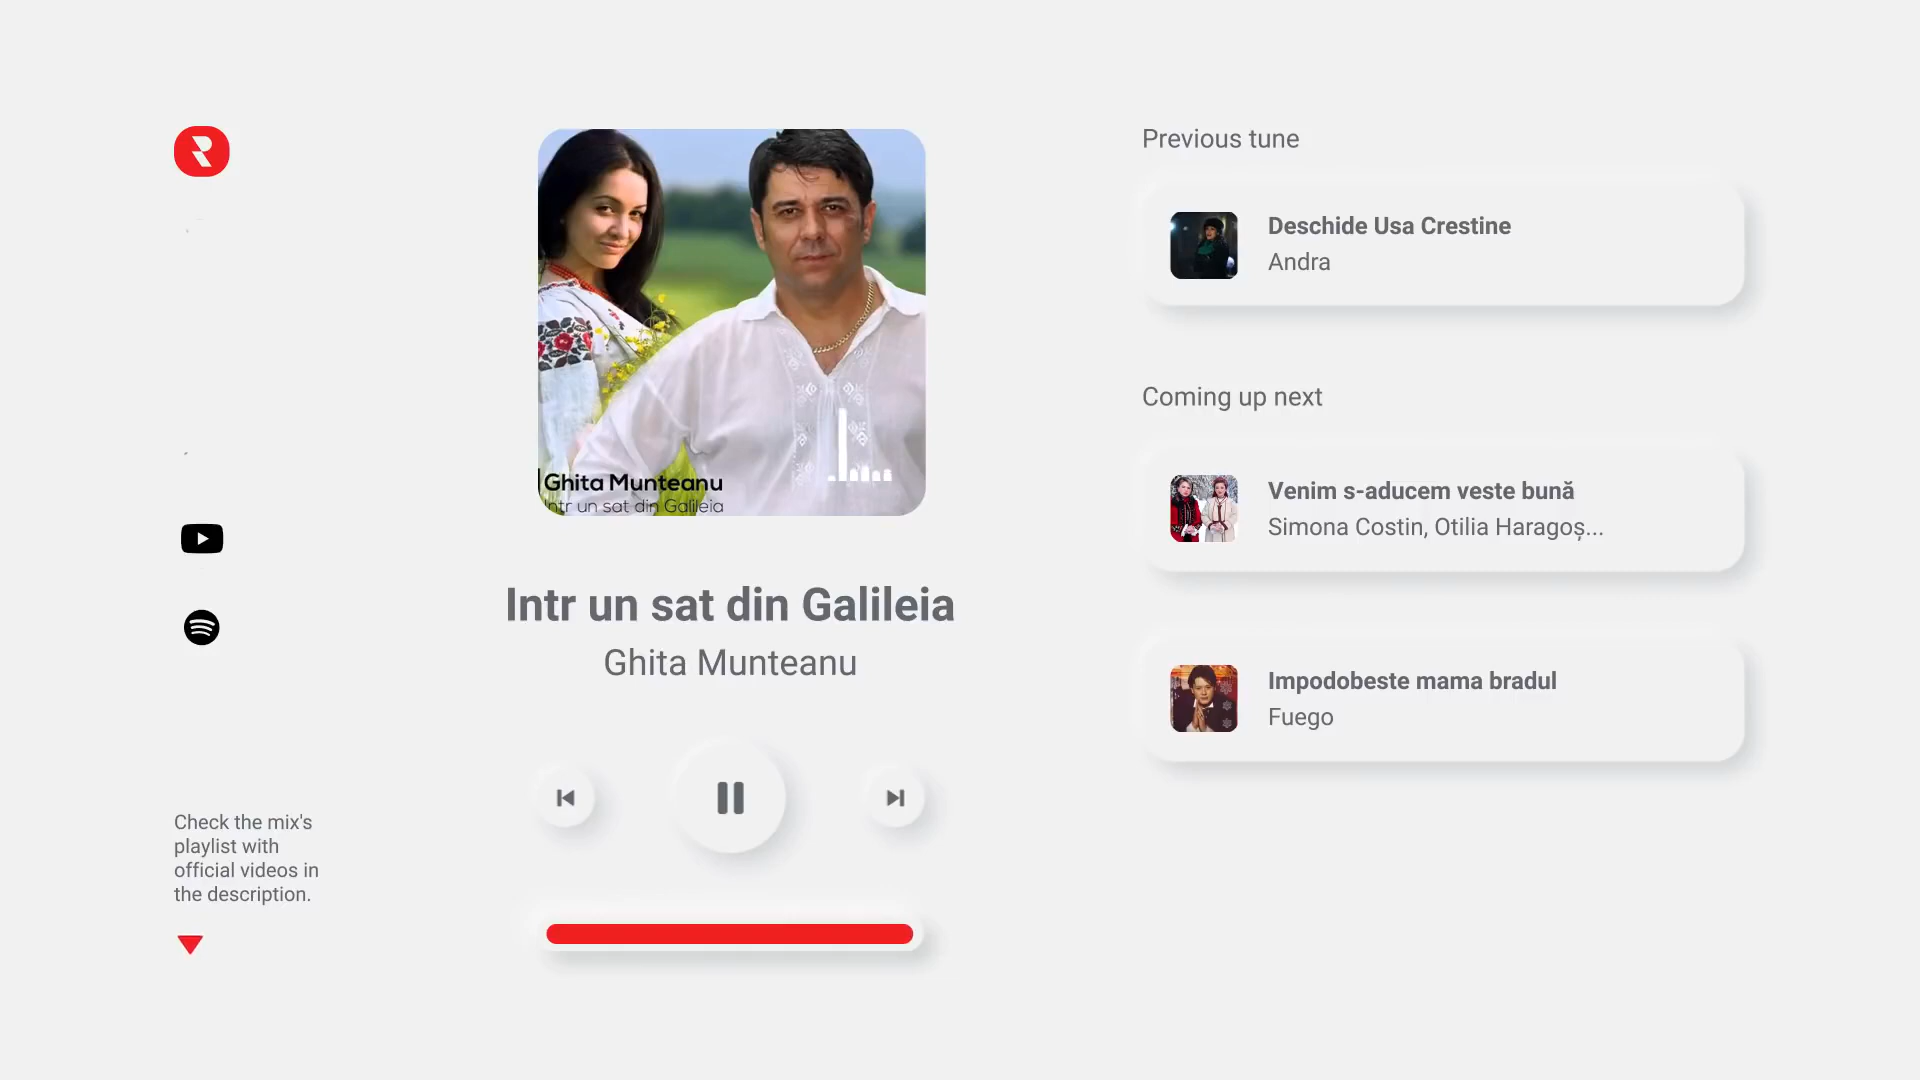 Ghita Munteanu
Intr un sat din Galileia
Intr un sat din Galileia
Ghita Munteanu
Check the mix's
playlist with
official videos in
the description.
Previous tune
Deschide Usa Crestine
Andra
Coming up next
Venim s-aducem veste bună
Simona Costin, Otilia Haragoș...
Impodobeste mama bradul
Fuego